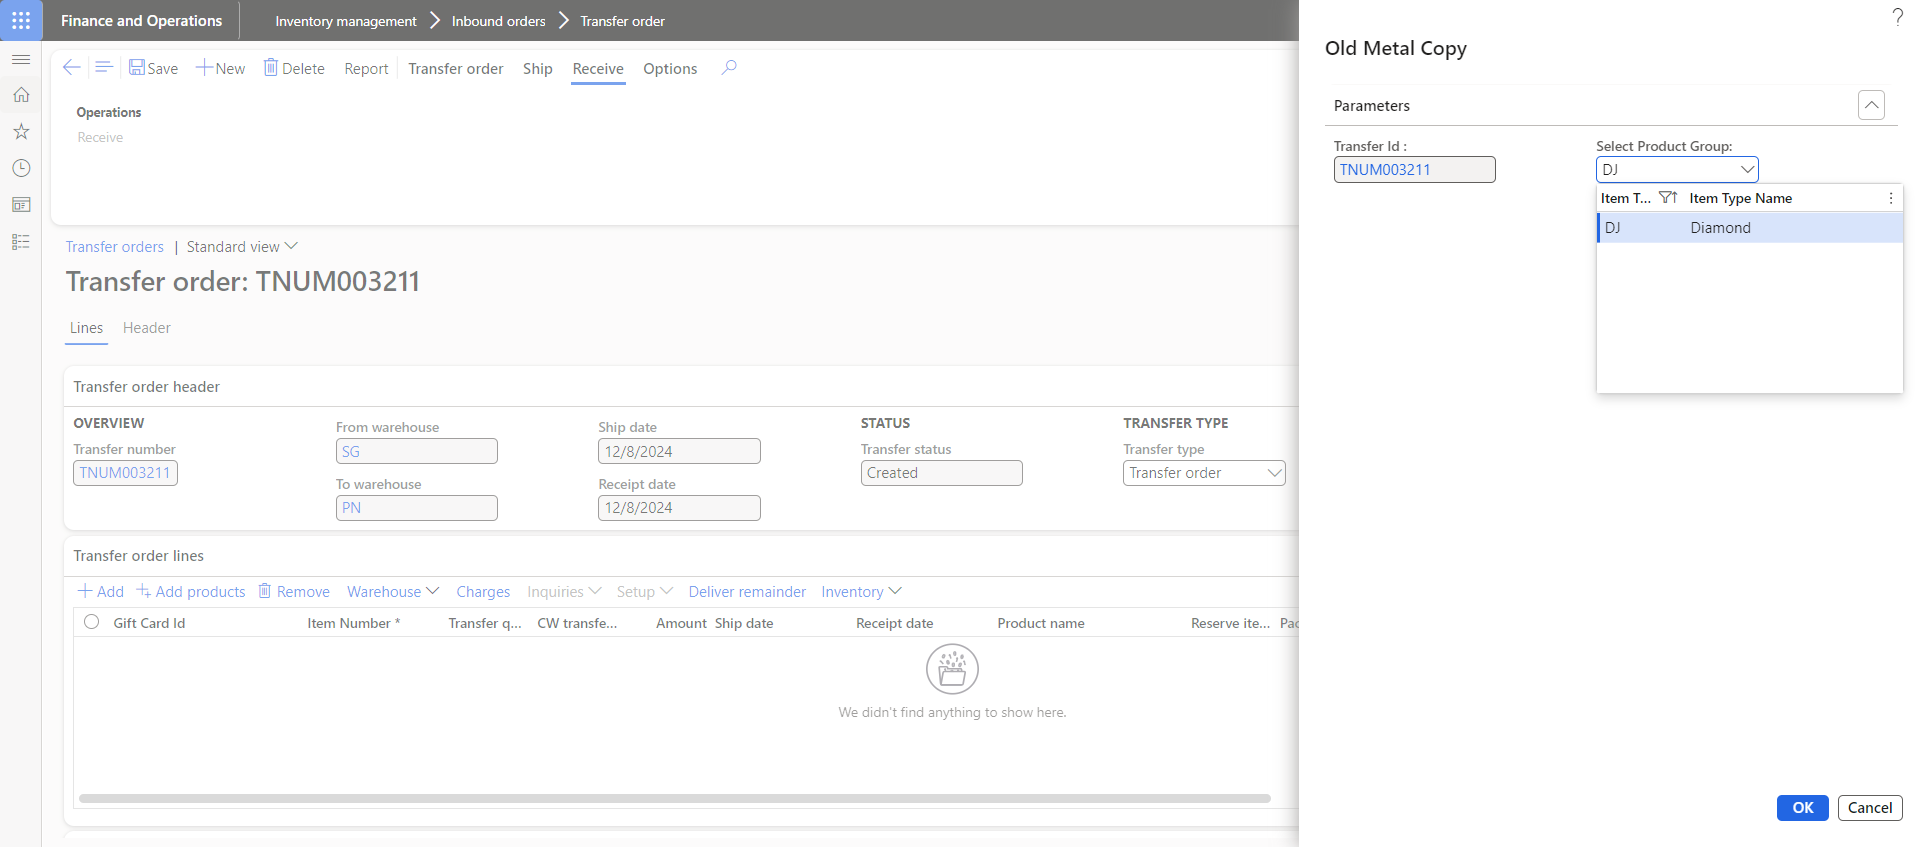 Finance and Operations
Inventory management
Inbound orders
Transfer order
Save
New
Delete
Report
Transfer order
Ship
Receive
Options
Operations
Receive
Transfer orders | Standard view
Transfer order: TNUM003211
Lines
Header
Transfer order header
OVERVIEW
Transfer number
TNUM003211
From warehouse
SG
To warehouse
PN
Ship date
12/8/2024
Receipt date
12/8/2024
STATUS
Transfer status
Created
TRANSFER TYPE
Transfer type
Transfer order
Transfer order lines
Add
Add products
Remove
Warehouse
Charges
Inquiries
Setup
Deliver remainder
Inventory
Gift Card Id
Item Number *
Transfer q...
CW transfe...
Amount
Ship date
Receipt date
Product name
Reserve ite...
Pac
We didn't find anything to show here.
?
Old Metal Copy
Parameters
Transfer Id :
TNUM003211
Select Product Group:
DJ
Item T...
Item Type Name
DJ
Diamond
OK
Cancel